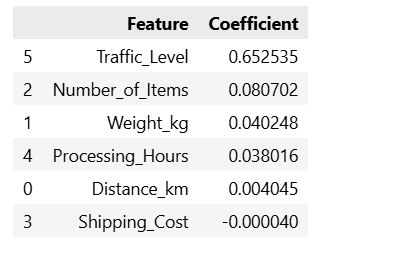 Feature Coefficient
5 Traffic_Level 0.652535
2 Number_of_Items 0.080702
1 Weight_kg 0.040248
4 Processing_Hours 0.038016
0 Distance_km 0.004045
3 Shipping_Cost -0.000040